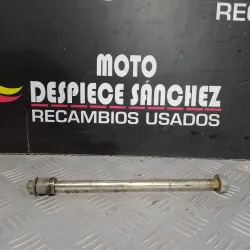 MOTO
DESPIECE SÁNCHEZ
RECAMBIOS USADOS